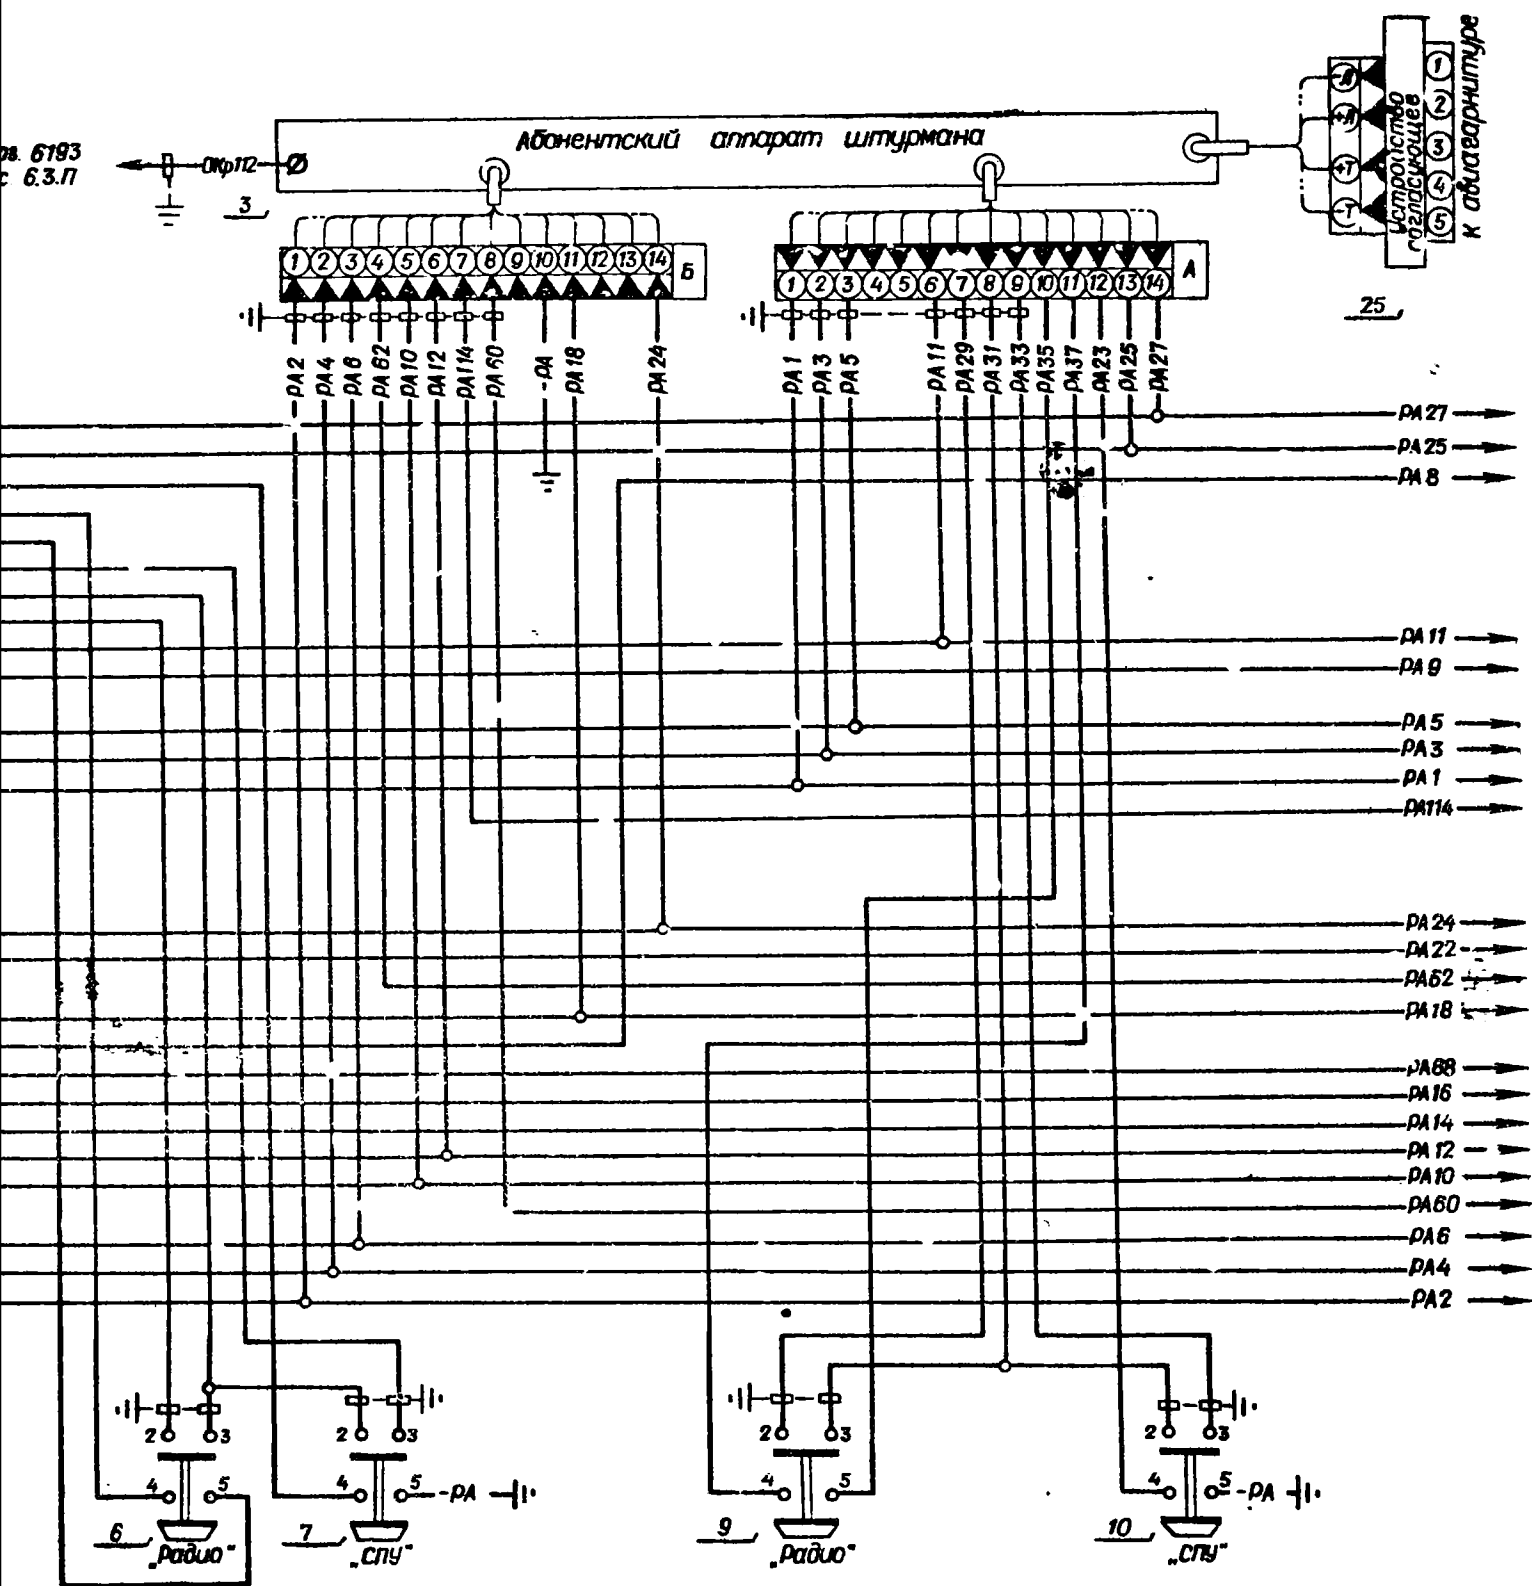 Абонентский аппарат штурмана
6193
с 6.3.П
ОКр112
3
1 2 3 4 5 6 7 8 9 10 11 12 13 14 Б
1 2 3 4 5 6 7 8 9 10 11 12 13 14 А
-Л
+Л
+Т
-Т
Устройство
согласующее
1
2
3
4
5
к авиагарнитуре
25
РА2
РА4
РА6
РА62
РА10
РА12
РА114
РА60
-РА
РА18
РА24
РА1
РА3
РА5
РА11
РА29
РА31
РА33
РА35
РА37
РА23
РА25
РА27
РА27
РА25
РА8
РА11
РА9
РА5
РА3
РА1
РА114
РА24
РА22
РА62
РА18
РА68
РА16
РА14
РА12
РА10
РА60
РА6
РА4
РА2
2 3
4 5
6
„Радио"
2 3
4 5 -РА
7
„СПУ"
2 3
4 5
9
„Радио"
2 3
4 5 -РА
10
„СПУ"